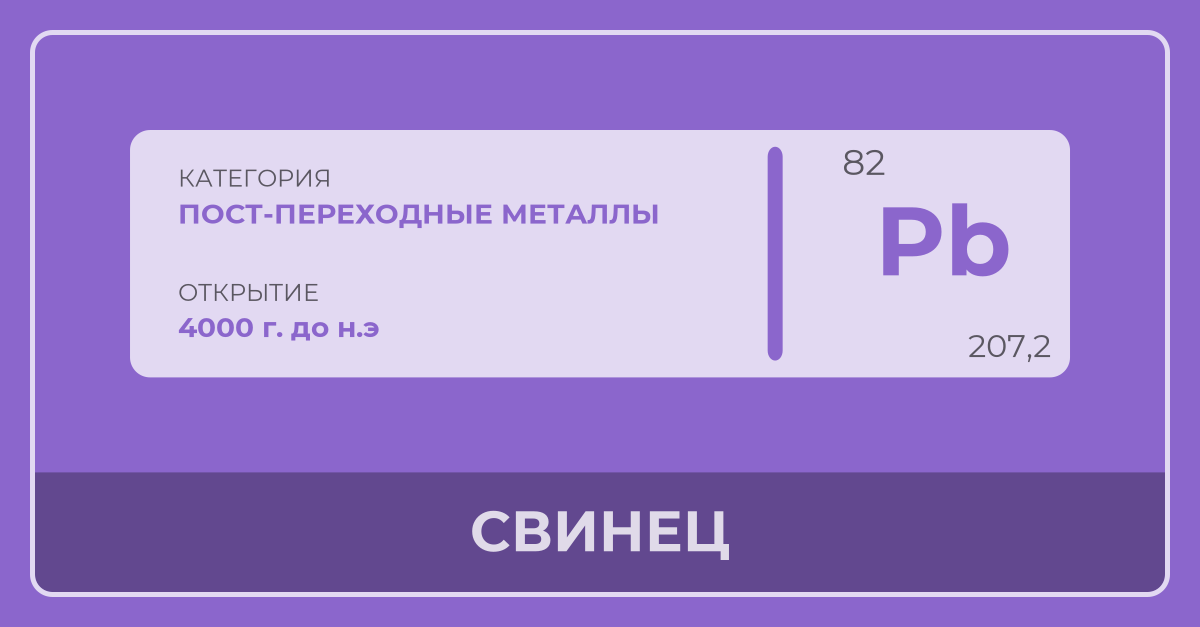 КАТЕГОРИЯ
ПОСТ-ПЕРЕХОДНЫЕ МЕТАЛЛЫ
ОТКРЫТИЕ
4000 г. до н.э
82
Pb
207,2
СВИНЕЦ